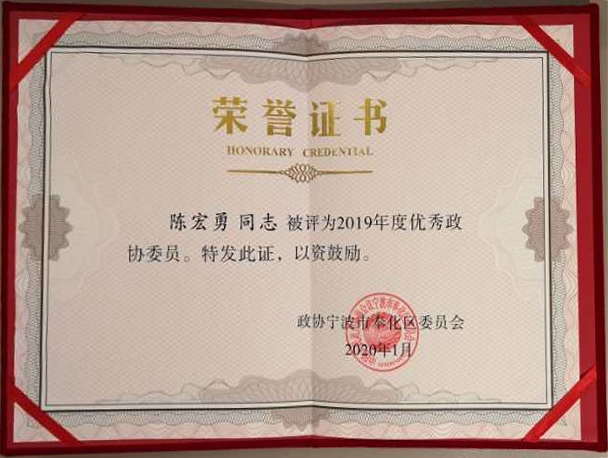 荣誉证书
HONORARY CREDENTIAL
陈宏勇 同志 被评为2019年度优秀政
协委员。特发此证，以资鼓励。
政协宁波市奉化区委员会
2020年1月